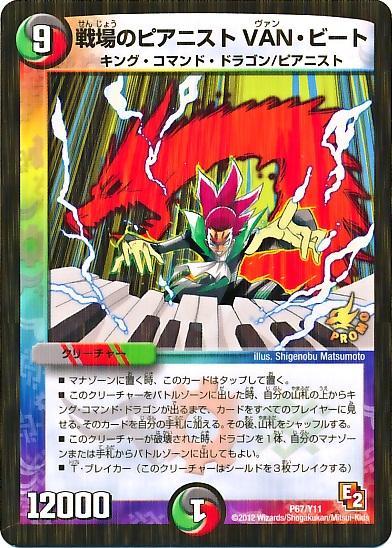 9
せんじょう ヴァン
戦場のピアニスト VAN・ビート
キング・コマンド・ドラゴン/ピアニスト
PROMO
illus. Shigenobu Matsumoto
クリーチャー
■ マナゾーンに置く時、このカードはタップして置く。
■ このクリーチャーをバトルゾーンに出した時、自分の山札の上からキ
ング・コマンド・ドラゴンが出るまで、カードをすべてのプレイヤーに見
せる。そのカードを自分の手札に加える。その後、山札をシャッフルする。
■ このクリーチャーが破壊された時、ドラゴンを1体、自分のマナゾ
ーンまたは手札からバトルゾーンに出してもよい。
■ T・ブレイカー（このクリーチャーはシールドを3枚ブレイクする）
12000
1
E2
P67/Y11
©2012 Wizards/Shogakukan/Mitsui-Kids